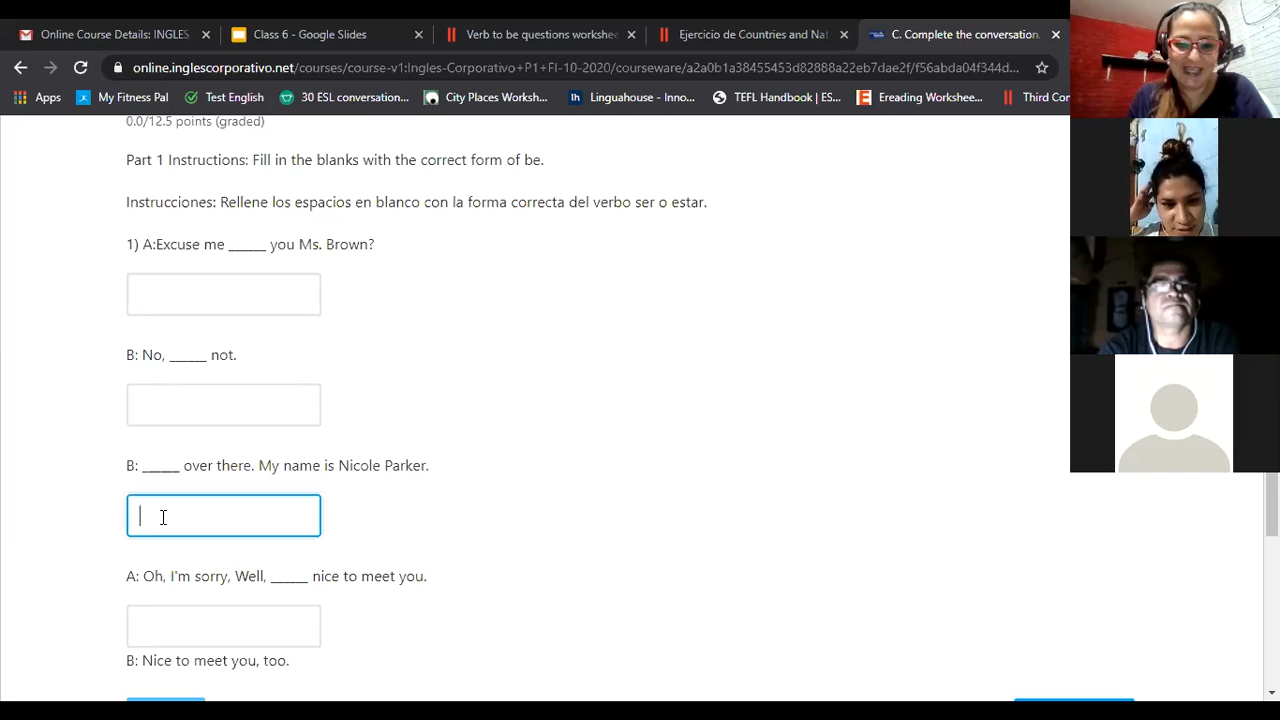 Online Course Details: INGLES
Class 6 - Google Slides
Verb to be questions workshee
Ejercicio de Countries and Nat
C. Complete the conversation
online.inglescorporativo.net/courses/course-v1:Ingles-Corporativo+P1+FI-10-2020/courseware/a2a0b1a38455453d82888a22eb7dae2f/f56abda04f344d...
Apps
My Fitness Pal
Test English
30 ESL conversation...
City Places Worksh...
Linguahouse - Inno...
TEFL Handbook | ES...
Ereading Workshee...
Third Con
0.0/12.5 points (graded)
Part 1 Instructions: Fill in the blanks with the correct form of be.
Instrucciones: Rellene los espacios en blanco con la forma correcta del verbo ser o estar.
1) A:Excuse me ______ you Ms. Brown?
B: No, ______ not.
B: ______ over there. My name is Nicole Parker.
A: Oh, I'm sorry, Well, ______ nice to meet you.
B: Nice to meet you, too.